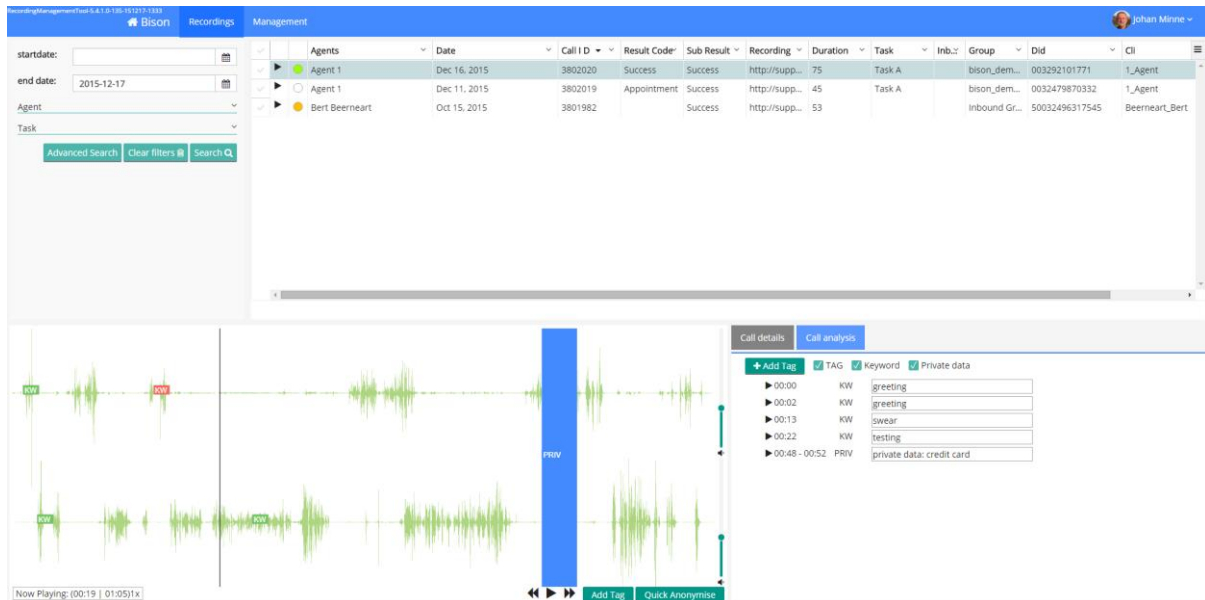 RecordingManagementTool-5.4.1.0-135-151217-1333
Bison Recordings Management Johan Minne
startdate:
end date: 2015-12-17
Agent
Task
Advanced Search Clear filters Search
Agents Date Call I D Result Code Sub Result Recording Duration Task Inb... Group Did Cli
Agent 1 Dec 16, 2015 3802020 Success Success http://supp... 75 Task A bison_dem... 003292101771 1_Agent
Agent 1 Dec 11, 2015 3802019 Appointment Success http://supp... 45 Task A bison_dem... 0032479870332 1_Agent
Bert Beerneart Oct 15, 2015 3801982 Success http://supp... 53 Inbound Gr... 50032496317545 Beerneart_Bert
KW KW
PRIV
KW KW
Now Playing: (00:19 | 01:05)1x
Add Tag Quick Anonymise
Call details Call analysis
+ Add Tag TAG Keyword Private data
00:00 KW greeting
00:02 KW greeting
00:13 KW swear
00:22 KW testing
00:48 - 00:52 PRIV private data: credit card